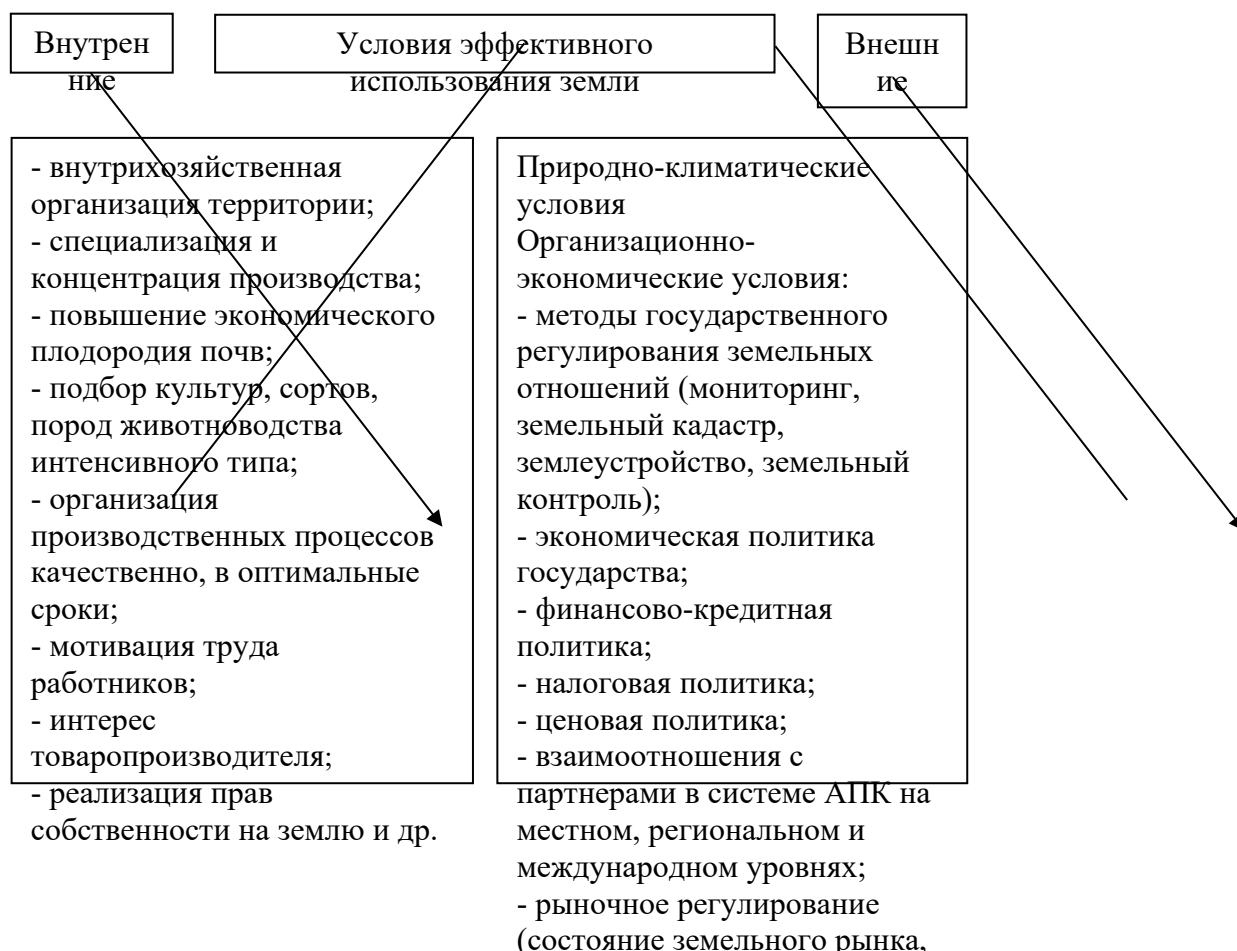 Внутрен
ние
Условия эффективного
использования земли
Внешн
ие
- внутрихозяйственная
организация территории;
- специализация и
концентрация производства;
- повышение экономического
плодородия почв;
- подбор культур, сортов,
пород животноводства
интенсивного типа;
- организация
производственных процессов
качественно, в оптимальные
сроки;
- мотивация труда
работников;
- интерес
товаропроизводителя;
- реализация прав
собственности на землю и др.
Природно-климатические
условия
Организационно-
экономические условия:
- методы государственного
регулирования земельных
отношений (мониторинг,
земельный кадастр,
землеустройство, земельный
контроль);
- экономическая политика
государства;
- финансово-кредитная
политика;
- налоговая политика;
- ценовая политика;
- взаимоотношения с
партнерами в системе АПК на
местном, региональном и
международном уровнях;
- рыночное регулирование
(состояние земельного рынка,